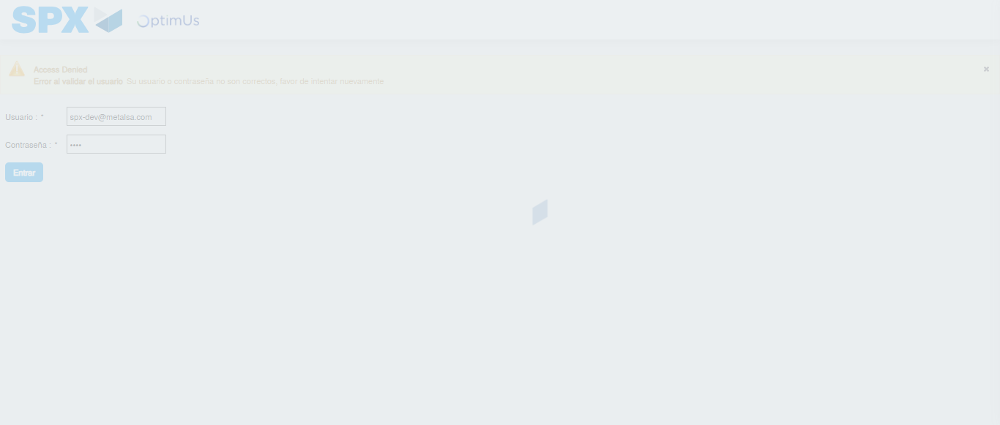 SPX OptimUs
Access Denied
Error al validar el usuario Su usuario o contraseña no son correctos, favor de intentar nuevamente
Usuario : * spx-dev@metalsa.com
Contraseña : * ••••
Entrar